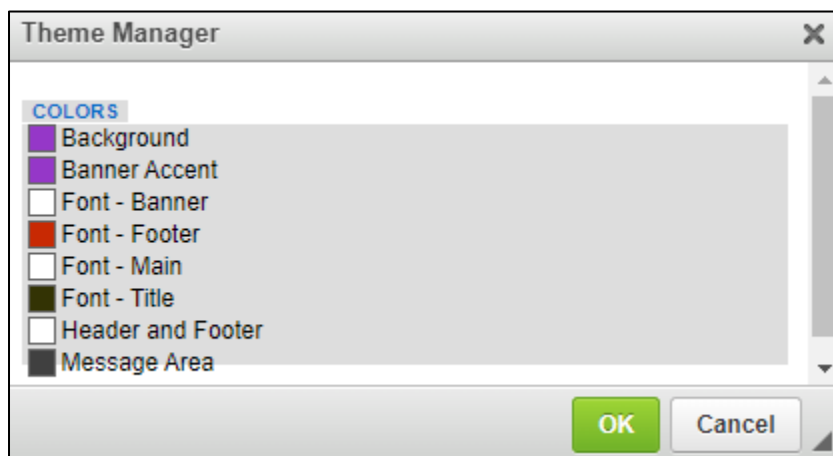 Theme Manager
COLORS
Background
Banner Accent
Font - Banner
Font - Footer
Font - Main
Font - Title
Header and Footer
Message Area
OK Cancel